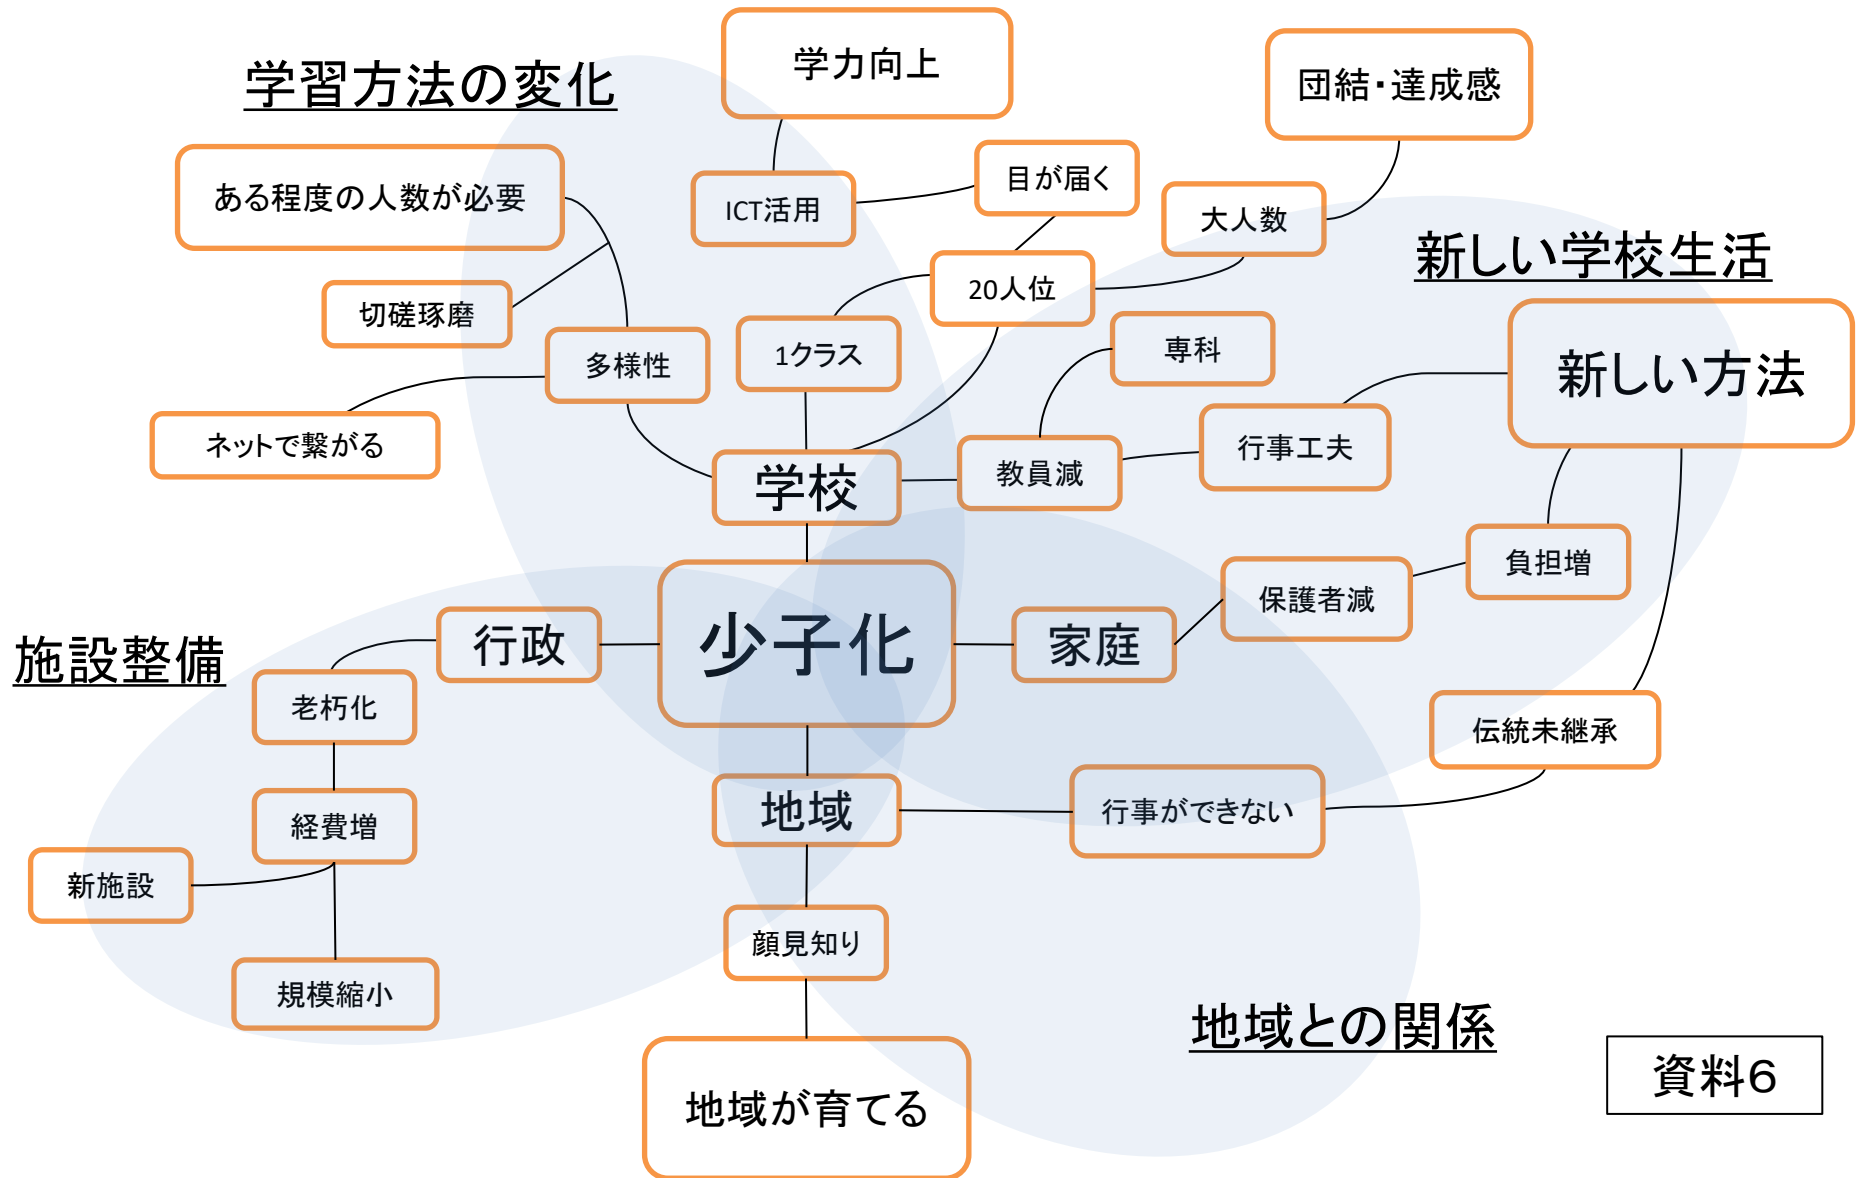 学習方法の変化
学力向上
団結・達成感
ある程度の人数が必要
ICT活用
目が届く
大人数
新しい学校生活
切磋琢磨
20人位
多様性
1クラス
専科
新しい方法
ネットで繋がる
学校
教員減
行事工夫
負担増
保護者減
施設整備
行政
少子化
家庭
老朽化
伝統未継承
経費増
地域
行事ができない
新施設
顔見知り
規模縮小
地域との関係
地域が育てる
資料６